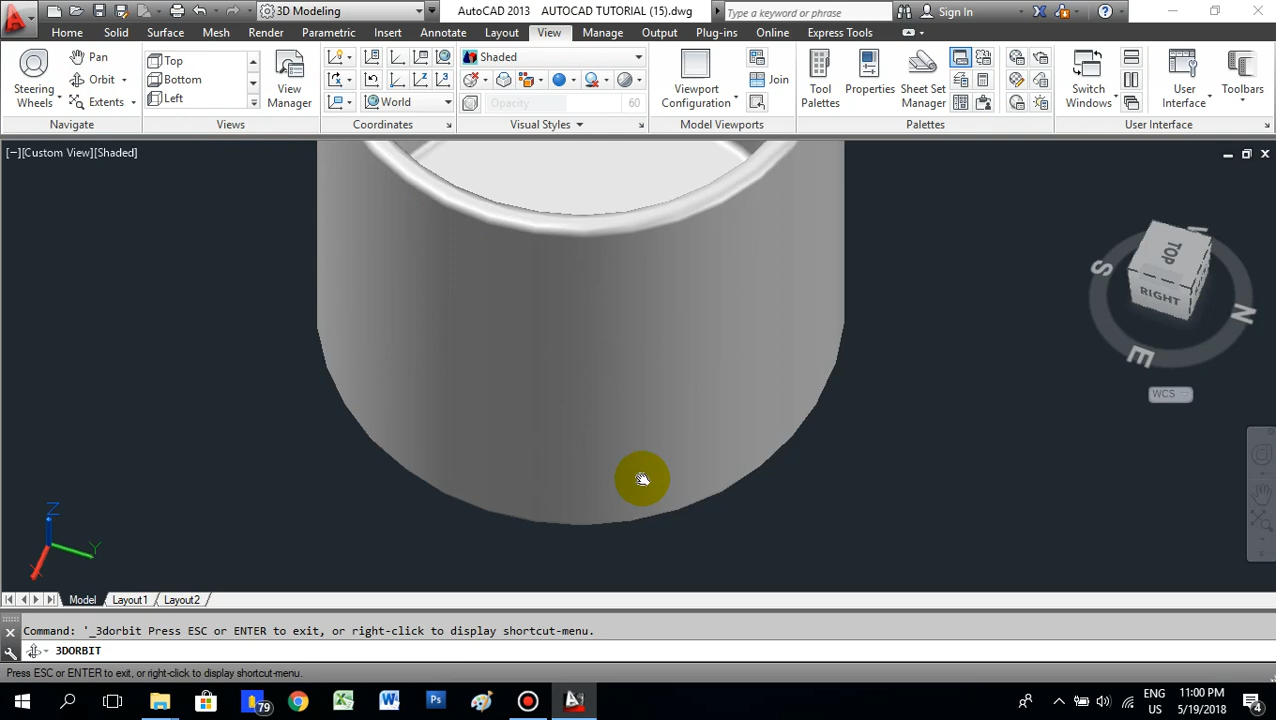 3D Modeling
AutoCAD 2013 AUTOCAD TUTORIAL (15).dwg
Type a keyword or phrase
Sign In
Home Solid Surface Mesh Render Parametric Insert Annotate Layout View Manage Output Plug-ins Online Express Tools
Steering Wheels
Pan
Orbit
Extents
Navigate
Top
Bottom
Left
View Manager
Views
World
Coordinates
Shaded
Opacity 60
Visual Styles
Viewport Configuration
Join
Model Viewports
Tool Palettes
Properties
Sheet Set Manager
Palettes
Switch Windows
User Interface
Toolbars
User Interface
[−][Custom View][Shaded]
TOP
RIGHT
S
W
N
E
WCS
Z
Y
X
Model Layout1 Layout2
Command: '_3dorbit Press ESC or ENTER to exit, or right-click to display shortcut-menu.
3DORBIT
Press ESC or ENTER to exit, or right-click to display shortcut-menu.
79
Ps
ENG
US
11:00 PM
5/19/2018
4